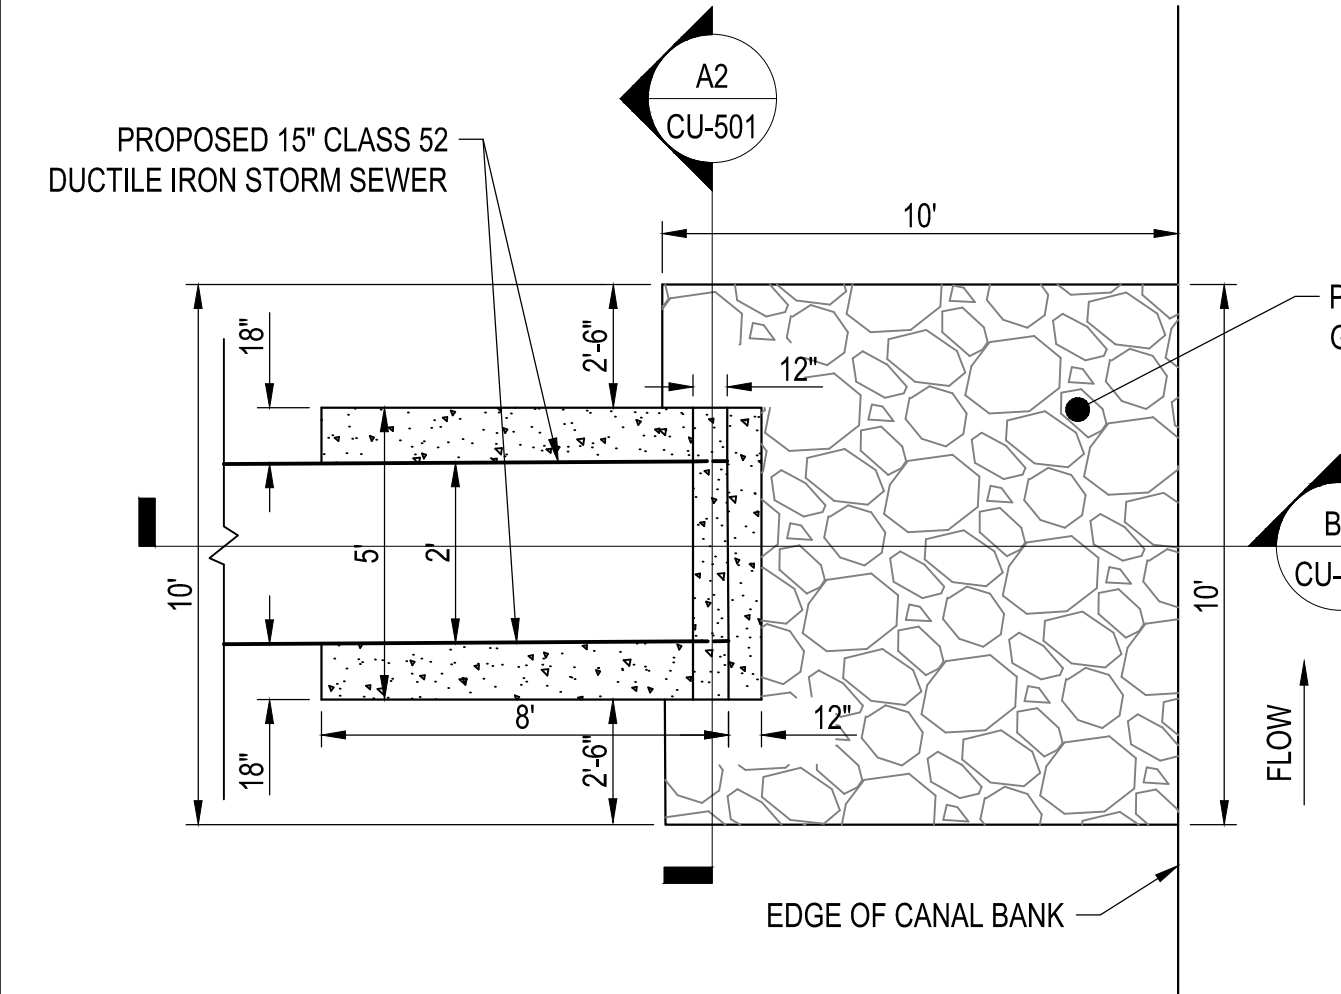 A2
CU-501
PROPOSED 15" CLASS 52
DUCTILE IRON STORM SEWER
10'
18"
2'-6"
12"
P
G
5'
2'
10'
10'
B
CU-
8'
12"
18"
2'-6"
FLOW
EDGE OF CANAL BANK